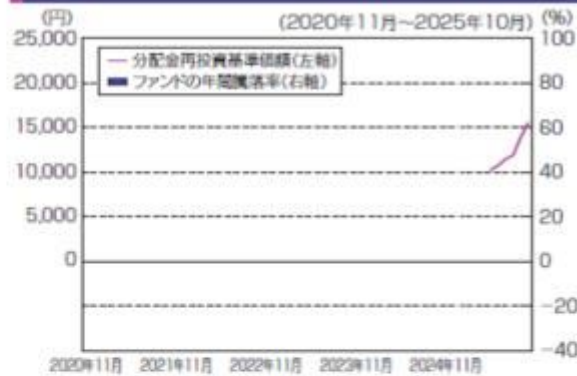 (円)
(2020年11月～2025年10月)
(%)
25,000
100
分配金再投資基準価額(左軸)
ファンドの年間騰落率(右軸)
20,000
80
15,000
60
10,000
40
5,000
20
0
0
-20
-40
2020年11月
2021年11月
2022年11月
2023年11月
2024年11月